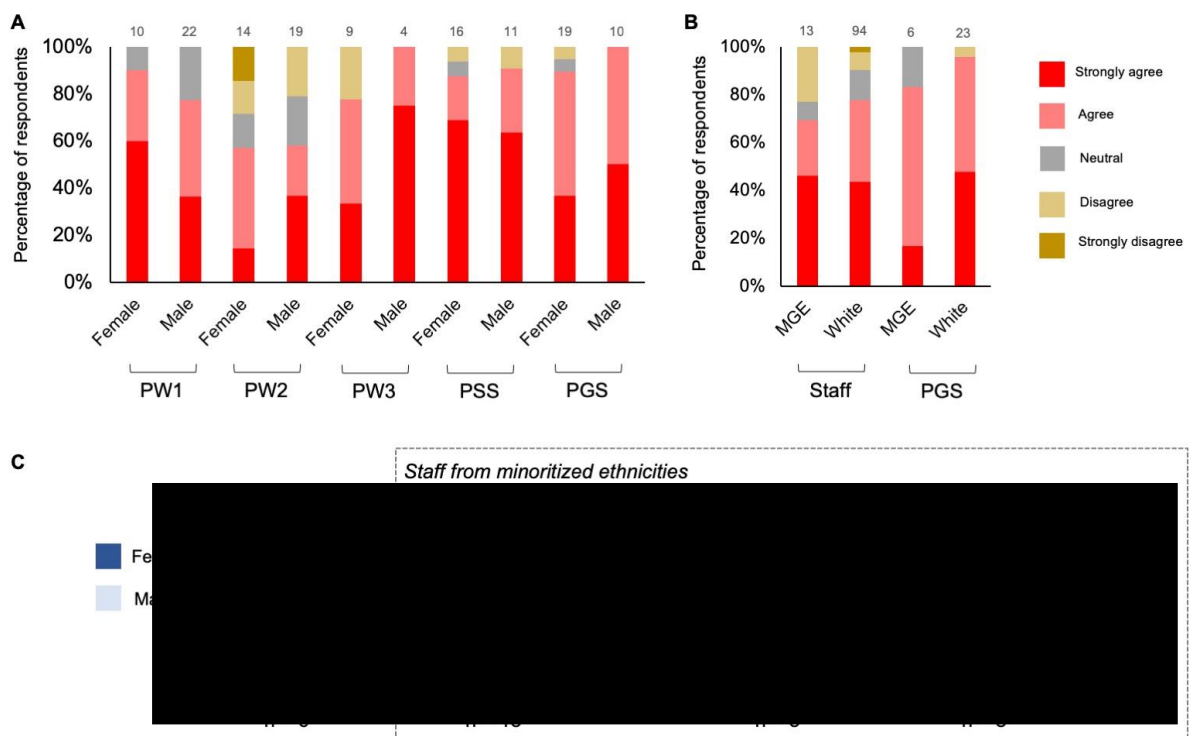 A
10 22 14 19 9 4 16 11 19 10
Percentage of respondents
100%
80%
60%
40%
20%
0%
Female Male Female Male Female Male Female Male Female Male
PW1 PW2 PW3 PSS PGS
B
13 94 6 23
Percentage of respondents
100%
80%
60%
40%
20%
0%
MGE White MGE White
Staff PGS
Strongly agree
Agree
Neutral
Disagree
Strongly disagree
C
Staff from minoritized ethnicities